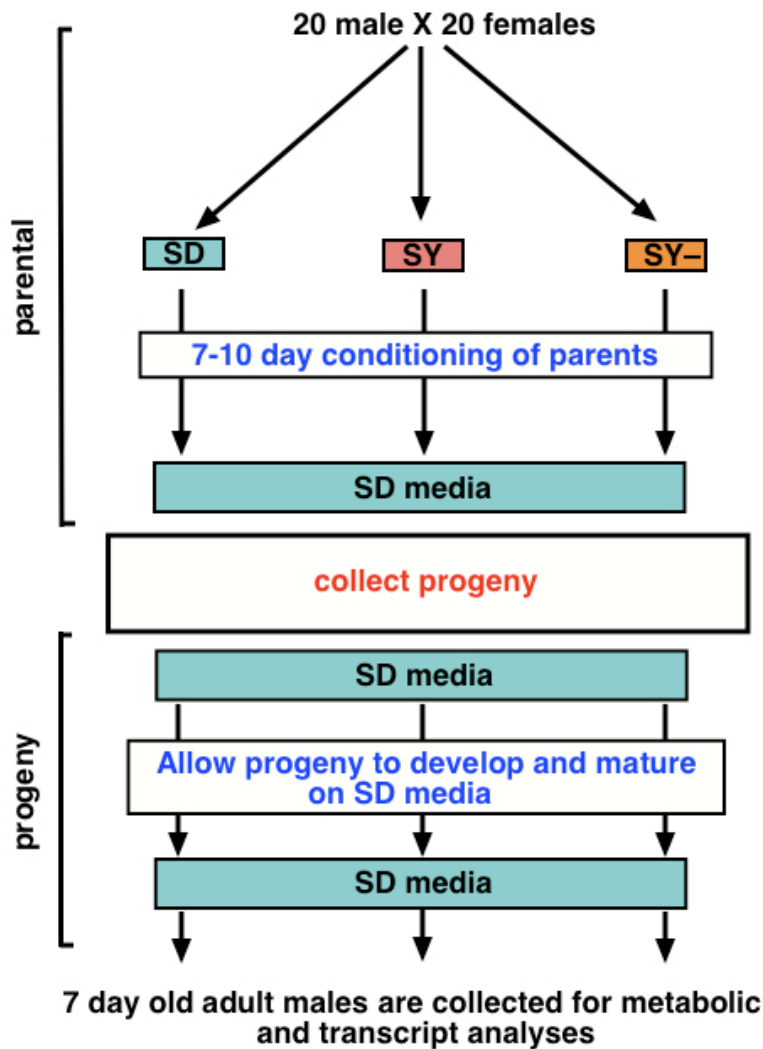 20 male X 20 females
parental
SD
SY
SY–
7-10 day conditioning of parents
SD media
collect progeny
progeny
SD media
Allow progeny to develop and mature
on SD media
SD media
7 day old adult males are collected for metabolic
and transcript analyses